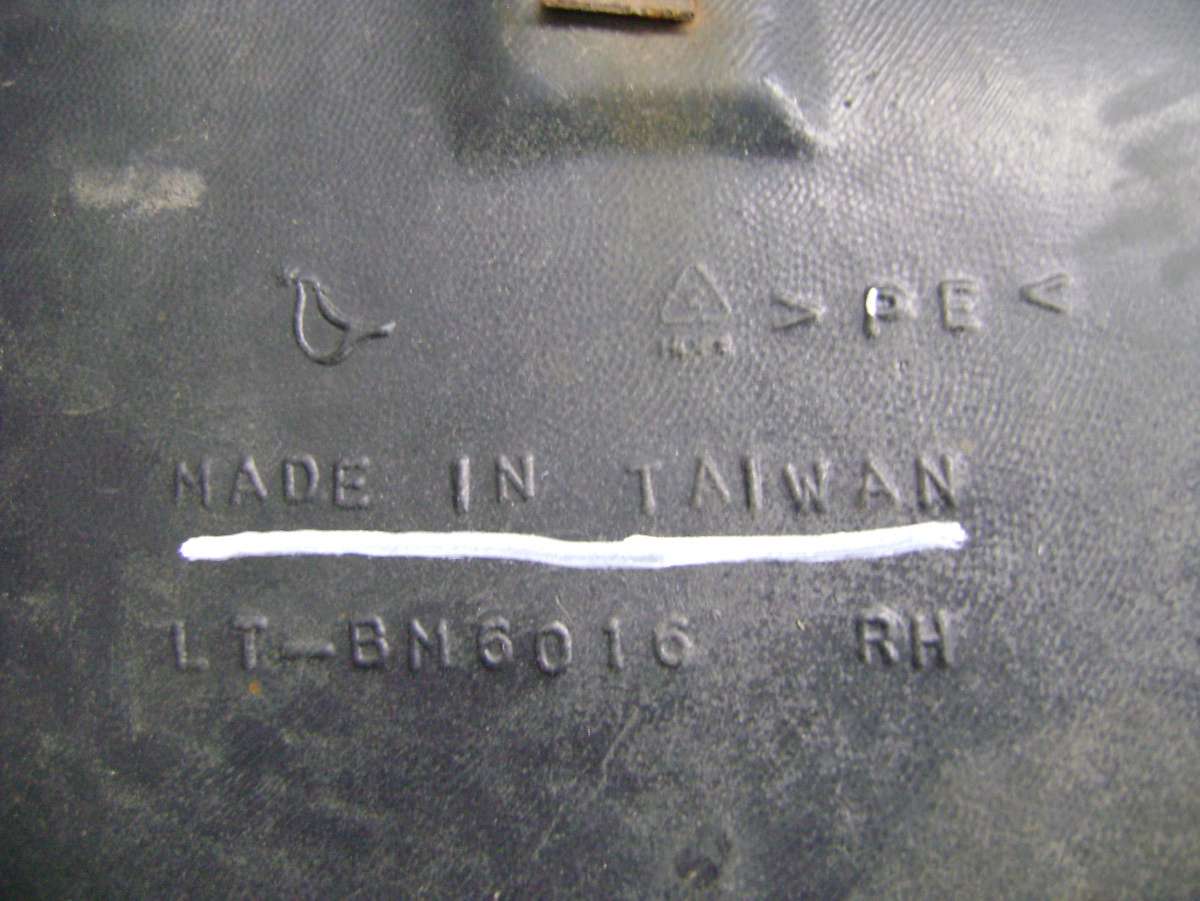 > PE <
MADE IN TAIWAN
LT-BM6016 RH